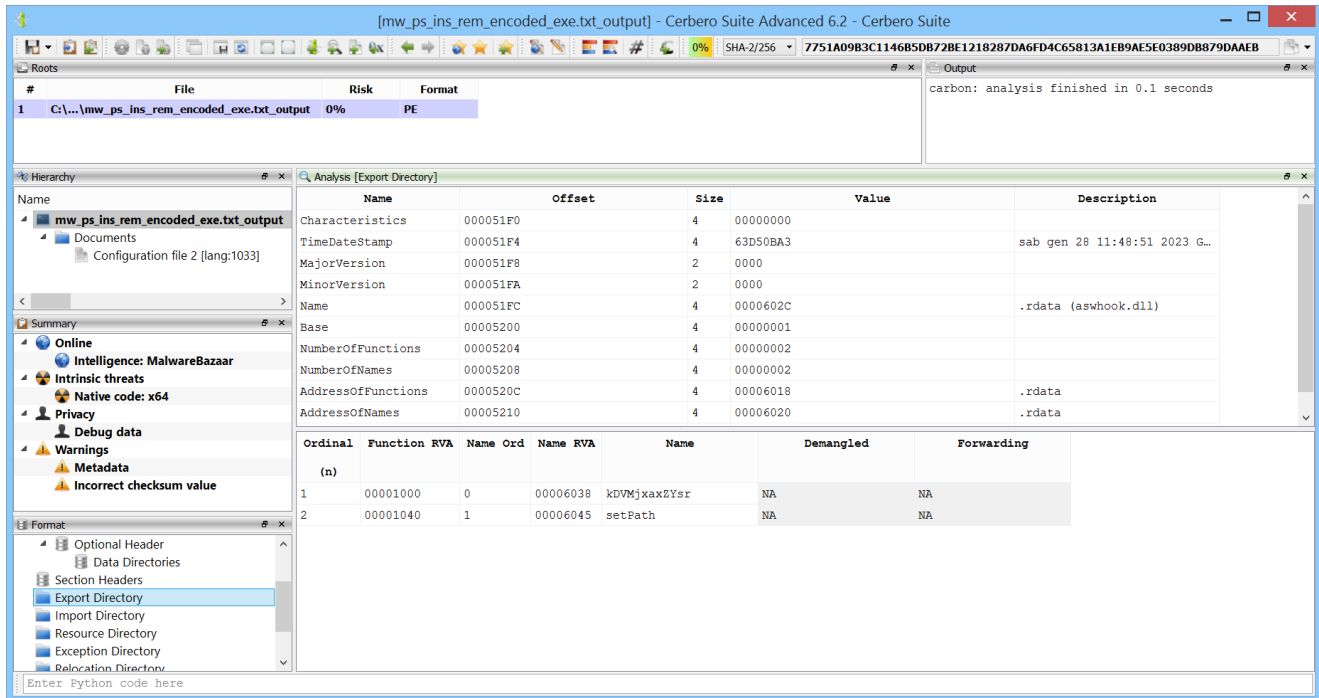 [mw_ps_ins_rem_encoded_exe.txt_output] - Cerbero Suite Advanced 6.2 - Cerbero Suite
0% SHA-2/256 7751A09B3C1146B5DB72BE1218287DA6FD4C65813A1EB9AE5E0389DB879DAAEB
Roots
# File Risk Format
1 C:\...\mw_ps_ins_rem_encoded_exe.txt_output 0% PE
Output
carbon: analysis finished in 0.1 seconds
Hierarchy
Name
mw_ps_ins_rem_encoded_exe.txt_output
Documents
Configuration file 2 [lang:1033]
Summary
Online
Intelligence: MalwareBazaar
Intrinsic threats
Native code: x64
Privacy
Debug data
Warnings
Metadata
Incorrect checksum value
Format
Optional Header
Data Directories
Section Headers
Export Directory
Import Directory
Resource Directory
Exception Directory
Relocation Directory
Analysis [Export Directory]
Name Offset Size Value Description
Characteristics 000051F0 4 00000000
TimeDateStamp 000051F4 4 63D50BA3 sab gen 28 11:48:51 2023 G…
MajorVersion 000051F8 2 0000
MinorVersion 000051FA 2 0000
Name 000051FC 4 0000602C .rdata (aswhook.dll)
Base 00005200 4 00000001
NumberOfFunctions 00005204 4 00000002
NumberOfNames 00005208 4 00000002
AddressOfFunctions 0000520C 4 00006018 .rdata
AddressOfNames 00005210 4 00006020 .rdata
Ordinal Function RVA Name Ord Name RVA Name Demangled Forwarding
(n)
1 00001000 0 00006038 kDVMjxaxZYsr NA NA
2 00001040 1 00006045 setPath NA NA
Enter Python code here